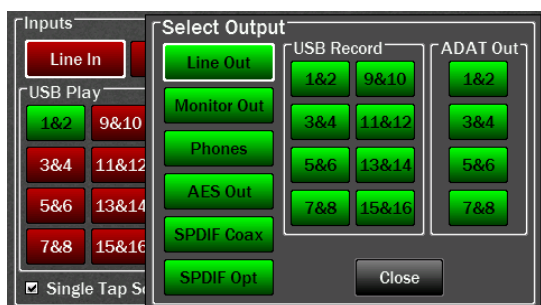 Inputs
Line In
USB Play
1&2 9&10
3&4 11&12
5&6 13&14
7&8 15&16
Single Tap
Select Output
Line Out
Monitor Out
Phones
AES Out
SPDIF Coax
SPDIF Opt
USB Record
1&2 9&10
3&4 11&12
5&6 13&14
7&8 15&16
ADAT Out
1&2
3&4
5&6
7&8
Close